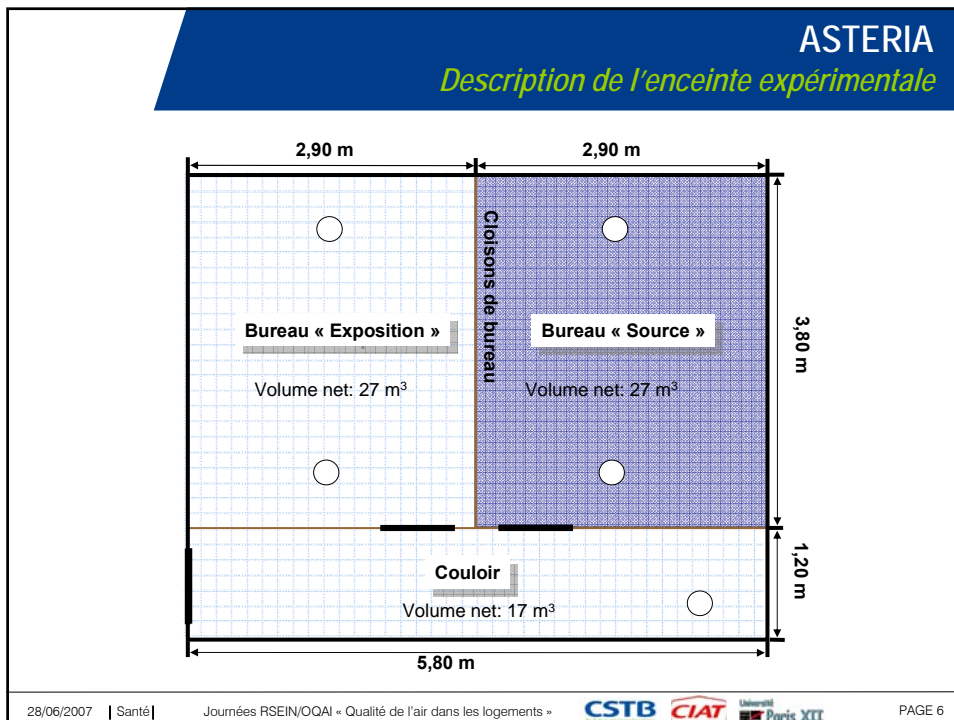 ASTERIA
Description de l'enceinte expérimentale
2,90 m
2,90 m
Cloisons de bureau
Bureau « Exposition »
Bureau « Source »
3,80 m
Volume net: 27 m³
Volume net: 27 m³
Couloir
1,20 m
Volume net: 17 m³
5,80 m
28/06/2007 | Santé | Journées RSEIN/OQAI « Qualité de l'air dans les logements » CSTB CIAT Université Paris XII PAGE 6